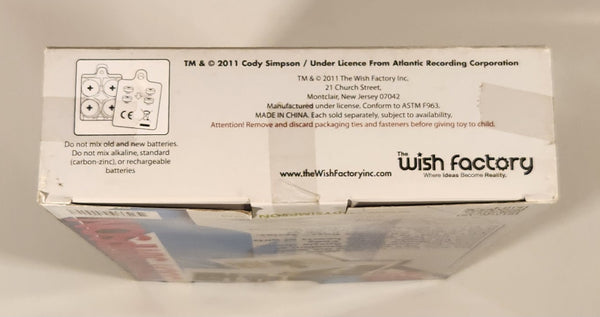 TM & © 2011 Cody Simpson / Under Licence From Atlantic Recording Corporation
TM & © 2011 The Wish Factory Inc.
21 Church Street,
Montclair, New Jersey 07042
Manufactured under license. Conform to ASTM F963.
MADE IN CHINA. Each sold separately, subject to availability.
Attention! Remove and discard packaging ties and fasteners before giving toy to child.
CE
Do not mix old and new batteries.
Do not mix alkaline, standard
(carbon-zinc), or rechargeable
batteries
www.theWishFactoryinc.com
The
wish factory
Where Ideas Become Reality.